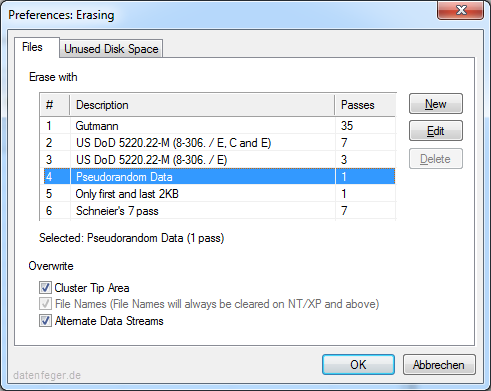 Preferences: Erasing
Files
Unused Disk Space
Erase with
# Description Passes
1 Gutmann 35
2 US DoD 5220.22-M (8-306. / E, C and E) 7
3 US DoD 5220.22-M (8-306. / E) 3
4 Pseudorandom Data 1
5 Only first and last 2KB 1
6 Schneier's 7 pass 7
New
Edit
Delete
Selected: Pseudorandom Data (1 pass)
Overwrite
Cluster Tip Area
File Names (File Names will always be cleared on NT/XP and above)
Alternate Data Streams
OK
Abbrechen
datenfeger.de